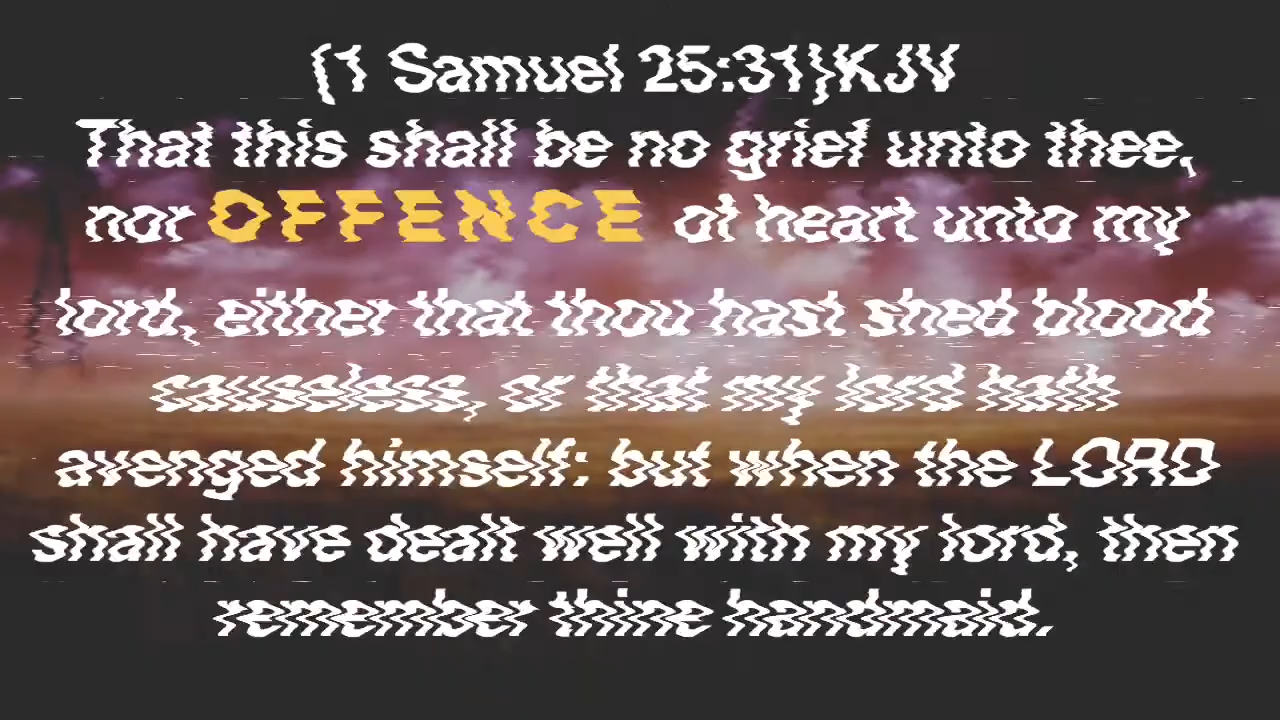 {1 Samuel 25:31}KJV
That this shall be no grief unto thee,
nor OFFENCE of heart unto my
lord, either that thou hast shed blood
causeless, or that my lord hath
avenged himself: but when the LORD
shall have dealt well with my lord, then
remember thine handmaid.